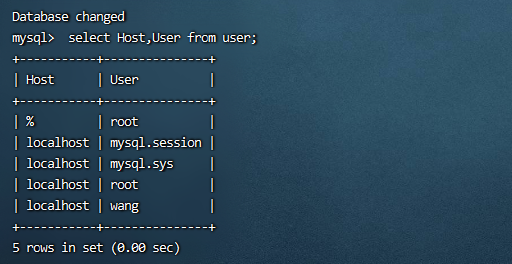 Database changed
mysql>  select Host,User from user;
+-----------+---------------+
| Host      | User          |
+-----------+---------------+
| %         | root          |
| localhost | mysql.session |
| localhost | mysql.sys     |
| localhost | root          |
| localhost | wang          |
+-----------+---------------+
5 rows in set (0.00 sec)